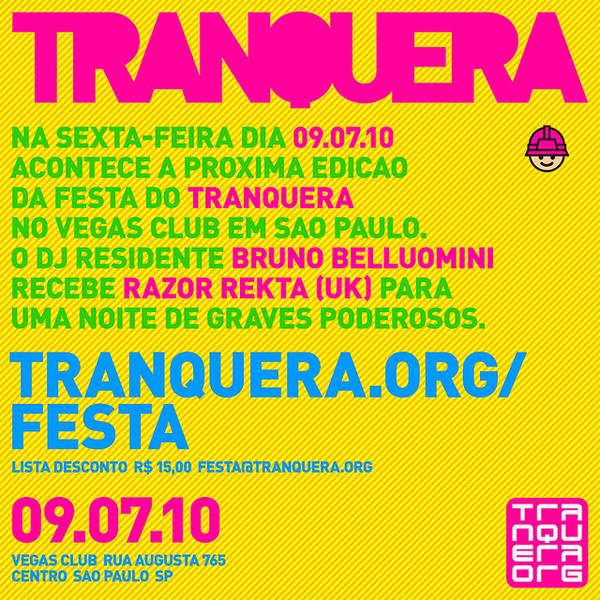 TRANQUERA
NA SEXTA-FEIRA DIA 09.07.10
ACONTECE A PROXIMA EDICAO
DA FESTA DO TRANQUERA
NO VEGAS CLUB EM SAO PAULO.
O DJ RESIDENTE BRUNO BELLUOMINI
RECEBE RAZOR REKTA (UK) PARA
UMA NOITE DE GRAVES PODEROSOS.
TRANQUERA.ORG/
FESTA
LISTA DESCONTO R$ 15,00 FESTA@TRANQUERA.ORG
09.07.10
VEGAS CLUB RUA AUGUSTA 765
CENTRO SAO PAULO SP
Tra
nqu
era
org